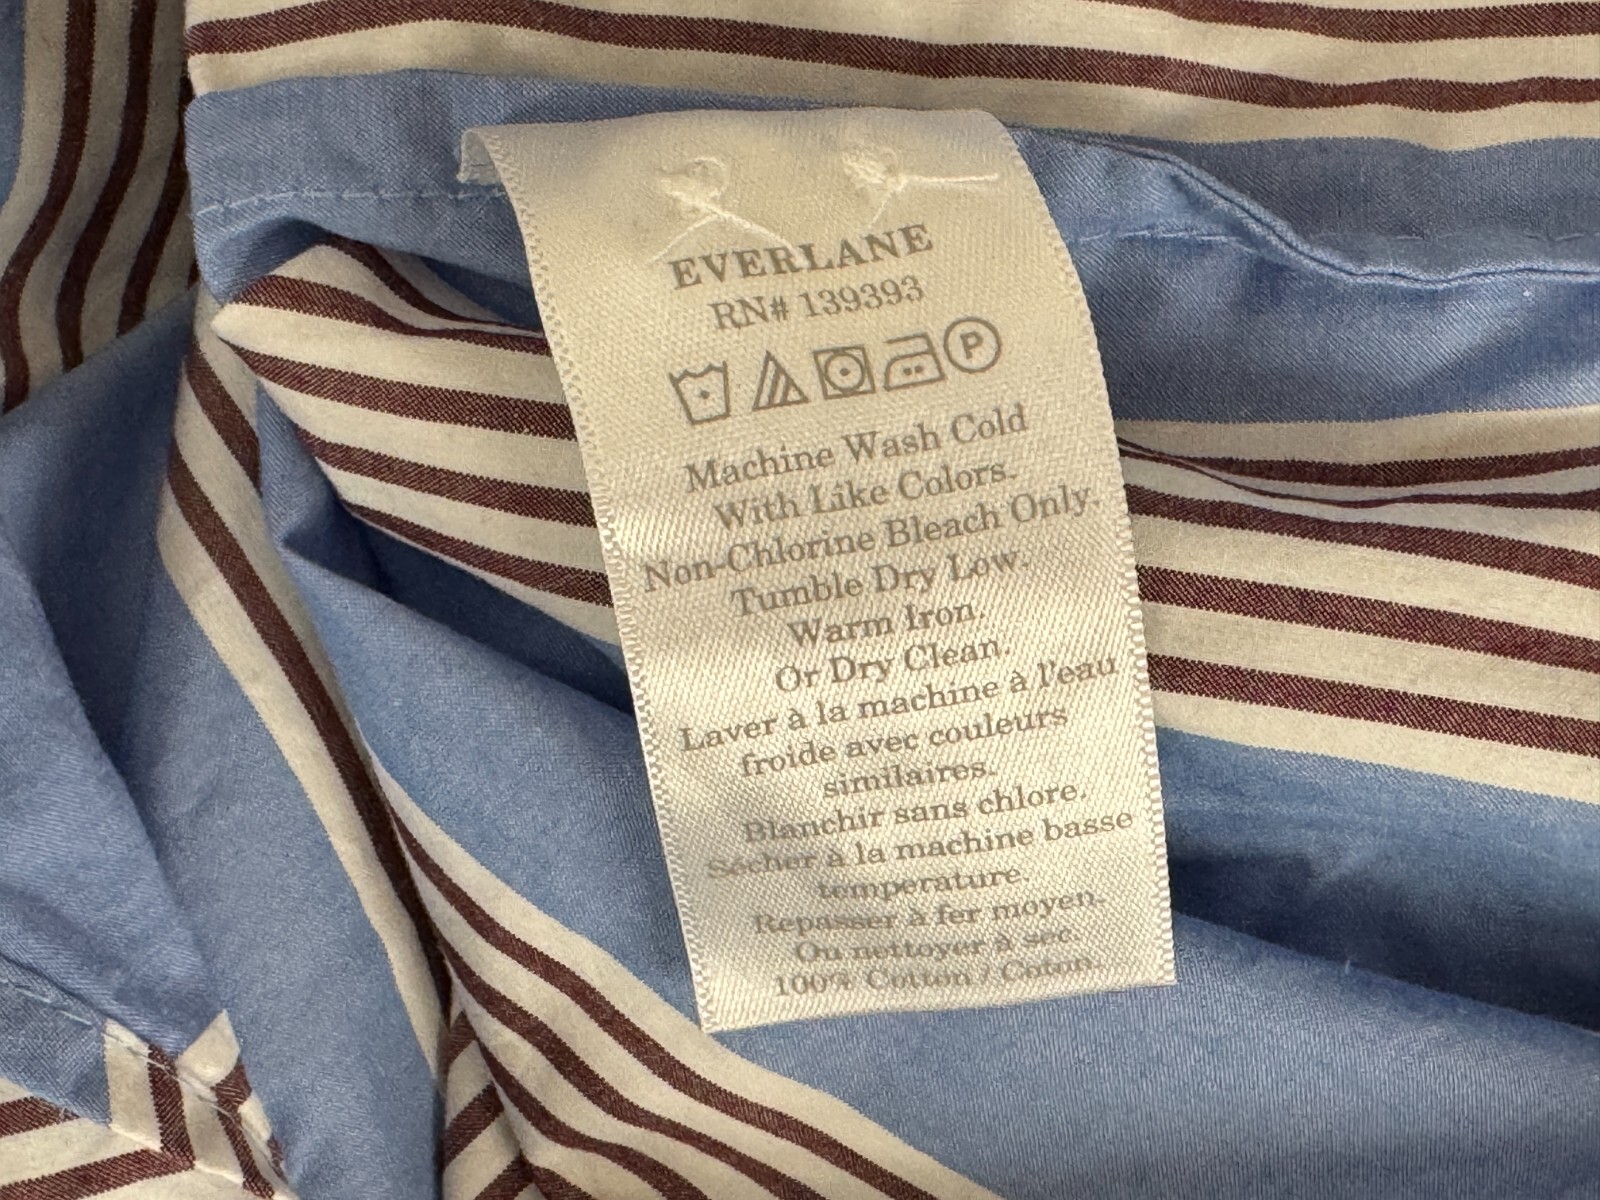 EVERLANE
RN# 139393
P
Machine Wash Cold
With Like Colors.
Non-Chlorine Bleach Only.
Tumble Dry Low.
Warm Iron.
Or Dry Clean.
Laver à la machine à l'eau
froide avec couleurs
similaires.
Blanchir sans chlore.
Sécher à la machine basse
temperature.
Repasser à fer moyen.
Ou nettoyer à sec.
100% Cotton / Coton.